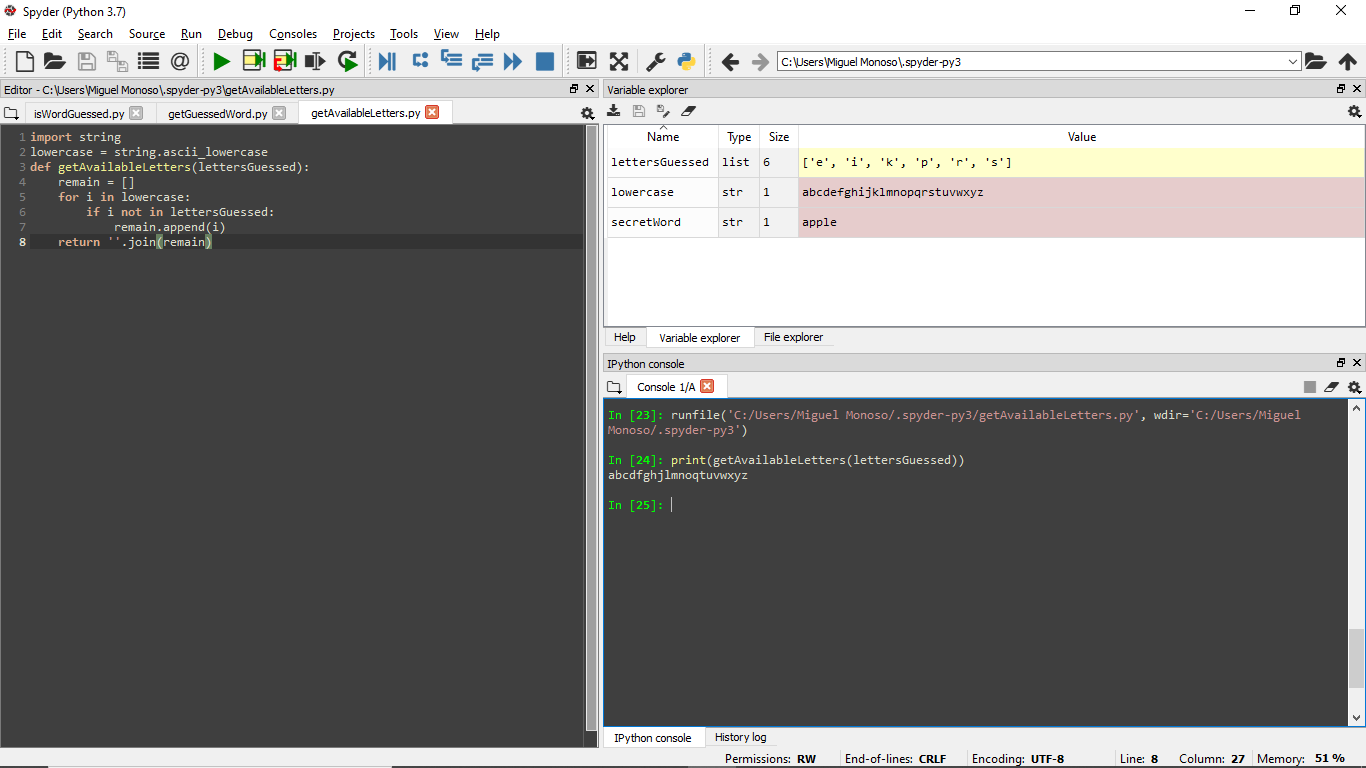 Spyder (Python 3.7)
File Edit Search Source Run Debug Consoles Projects Tools View Help
C:\Users\Miguel Monoso\.spyder-py3
Editor - C:\Users\Miguel Monoso\.spyder-py3\getAvailableLetters.py
isWordGuessed.py getGuessedWord.py getAvailableLetters.py
1 import string
2 lowercase = string.ascii_lowercase
3 def getAvailableLetters(lettersGuessed):
4     remain = []
5     for i in lowercase:
6         if i not in lettersGuessed:
7             remain.append(i)
8     return ''.join(remain)
Variable explorer
Name Type Size Value
lettersGuessed list 6 ['e', 'i', 'k', 'p', 'r', 's']
lowercase str 1 abcdefghijklmnopqrstuvwxyz
secretWord str 1 apple
Help Variable explorer File explorer
IPython console
Console 1/A
In [23]: runfile('C:/Users/Miguel Monoso/.spyder-py3/getAvailableLetters.py', wdir='C:/Users/Miguel
Monoso/.spyder-py3')
In [24]: print(getAvailableLetters(lettersGuessed))
abcdfghjlmnoqtuvwxyz
In [25]:
IPython console History log
Permissions: RW End-of-lines: CRLF Encoding: UTF-8 Line: 8 Column: 27 Memory: 51 %